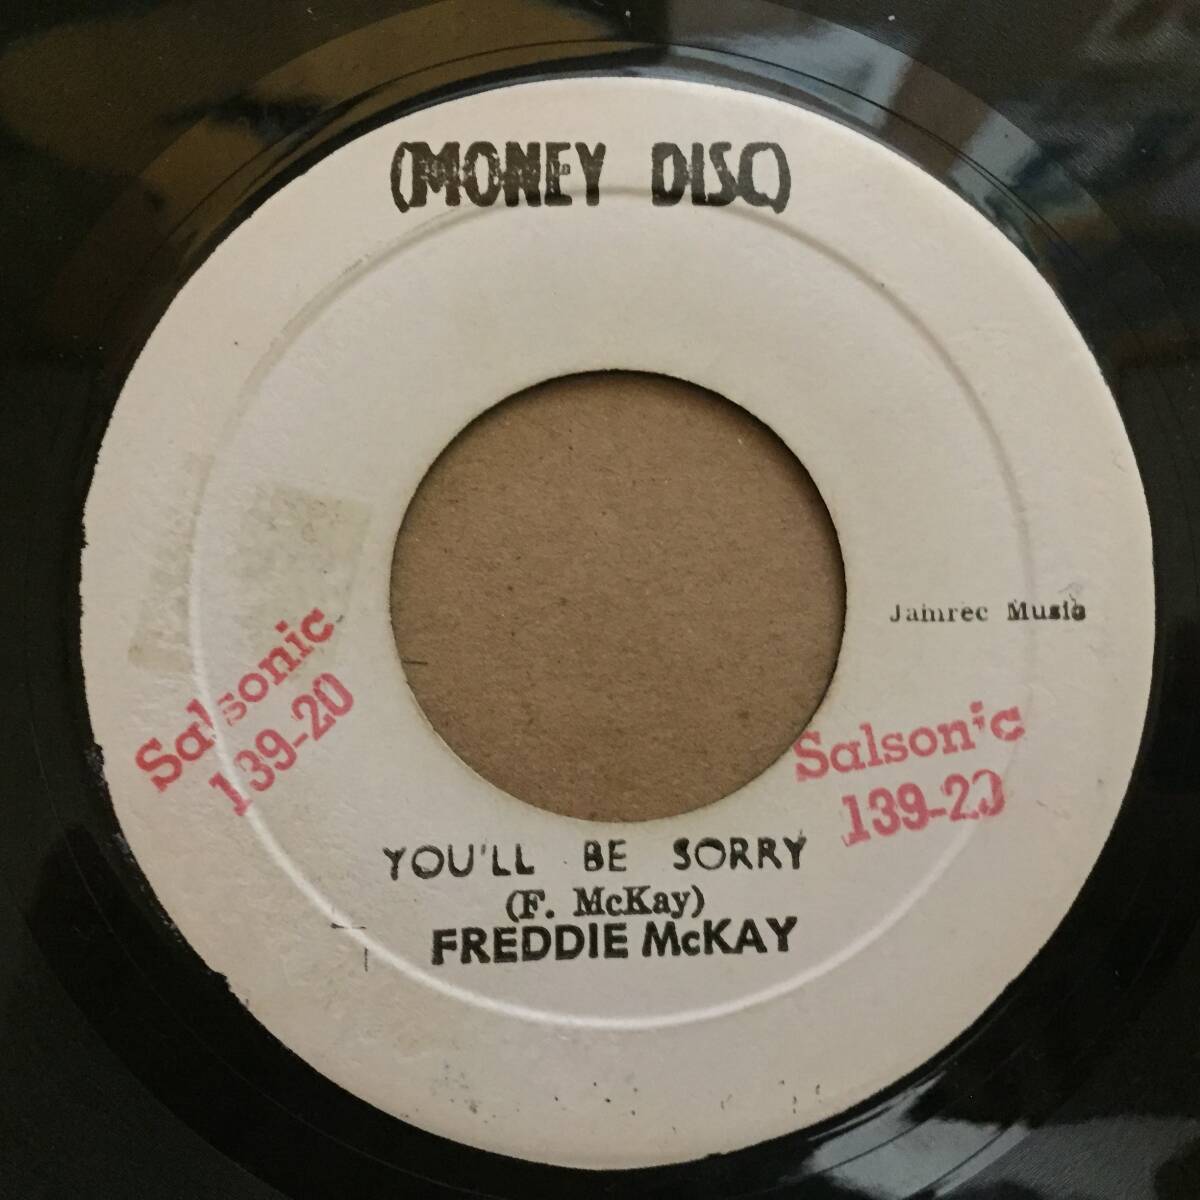 (MONEY DISC)
Jamrec Music
Salsonic
139-20
Salsonic
139-20
YOU'LL BE SORRY
(F. McKay)
FREDDIE McKAY